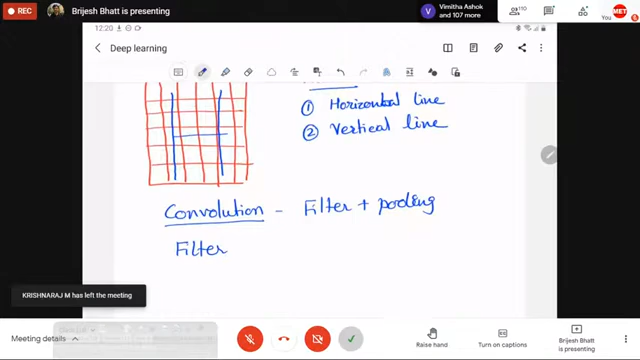 REC
Brijesh Bhatt is presenting
V
Vimitha Ashok
and 107 more
110
You
MET
12:20
Deep learning
① Horizontal line
② Vertical line
Convolution – Filter + pooling
Filter
KRISHNARAJ M has left the meeting
Meeting details
Raise hand
Turn on captions
Brijesh Bhatt
is presenting